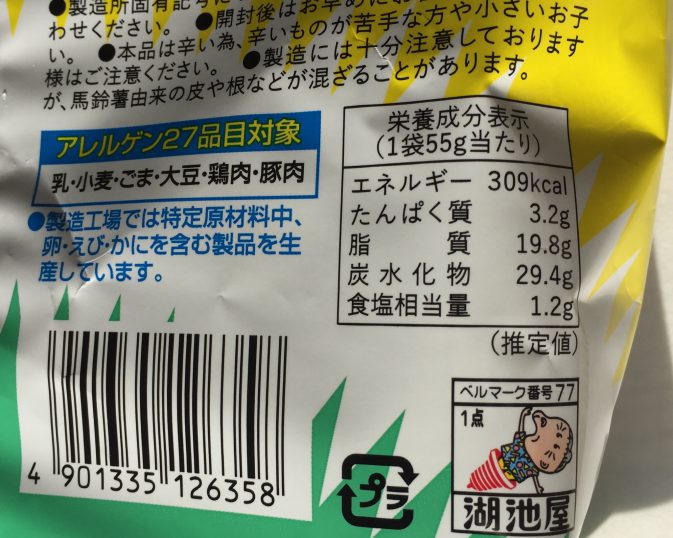 ●製造所固有記号
わせください。 ●開封後はお早めにお
い。 ●本品は辛い為、辛いものが苦手な方や小さいお子
様はご注意ください。 ●製造には十分注意しております
が、馬鈴薯由来の皮や根などが混ざることがあります。
アレルゲン27品目対象
乳・小麦・ごま・大豆・鶏肉・豚肉
●製造工場では特定原材料中、
卵・えび・かにを含む製品を生
産しています。
栄養成分表示
(1袋55g当たり)
エネルギー 309kcal
たんぱく質 3.2g
脂 質 19.8g
炭水化物 29.4g
食塩相当量 1.2g
(推定値)
4 901335 126358
プラ
ベルマーク番号77
1点
湖池屋